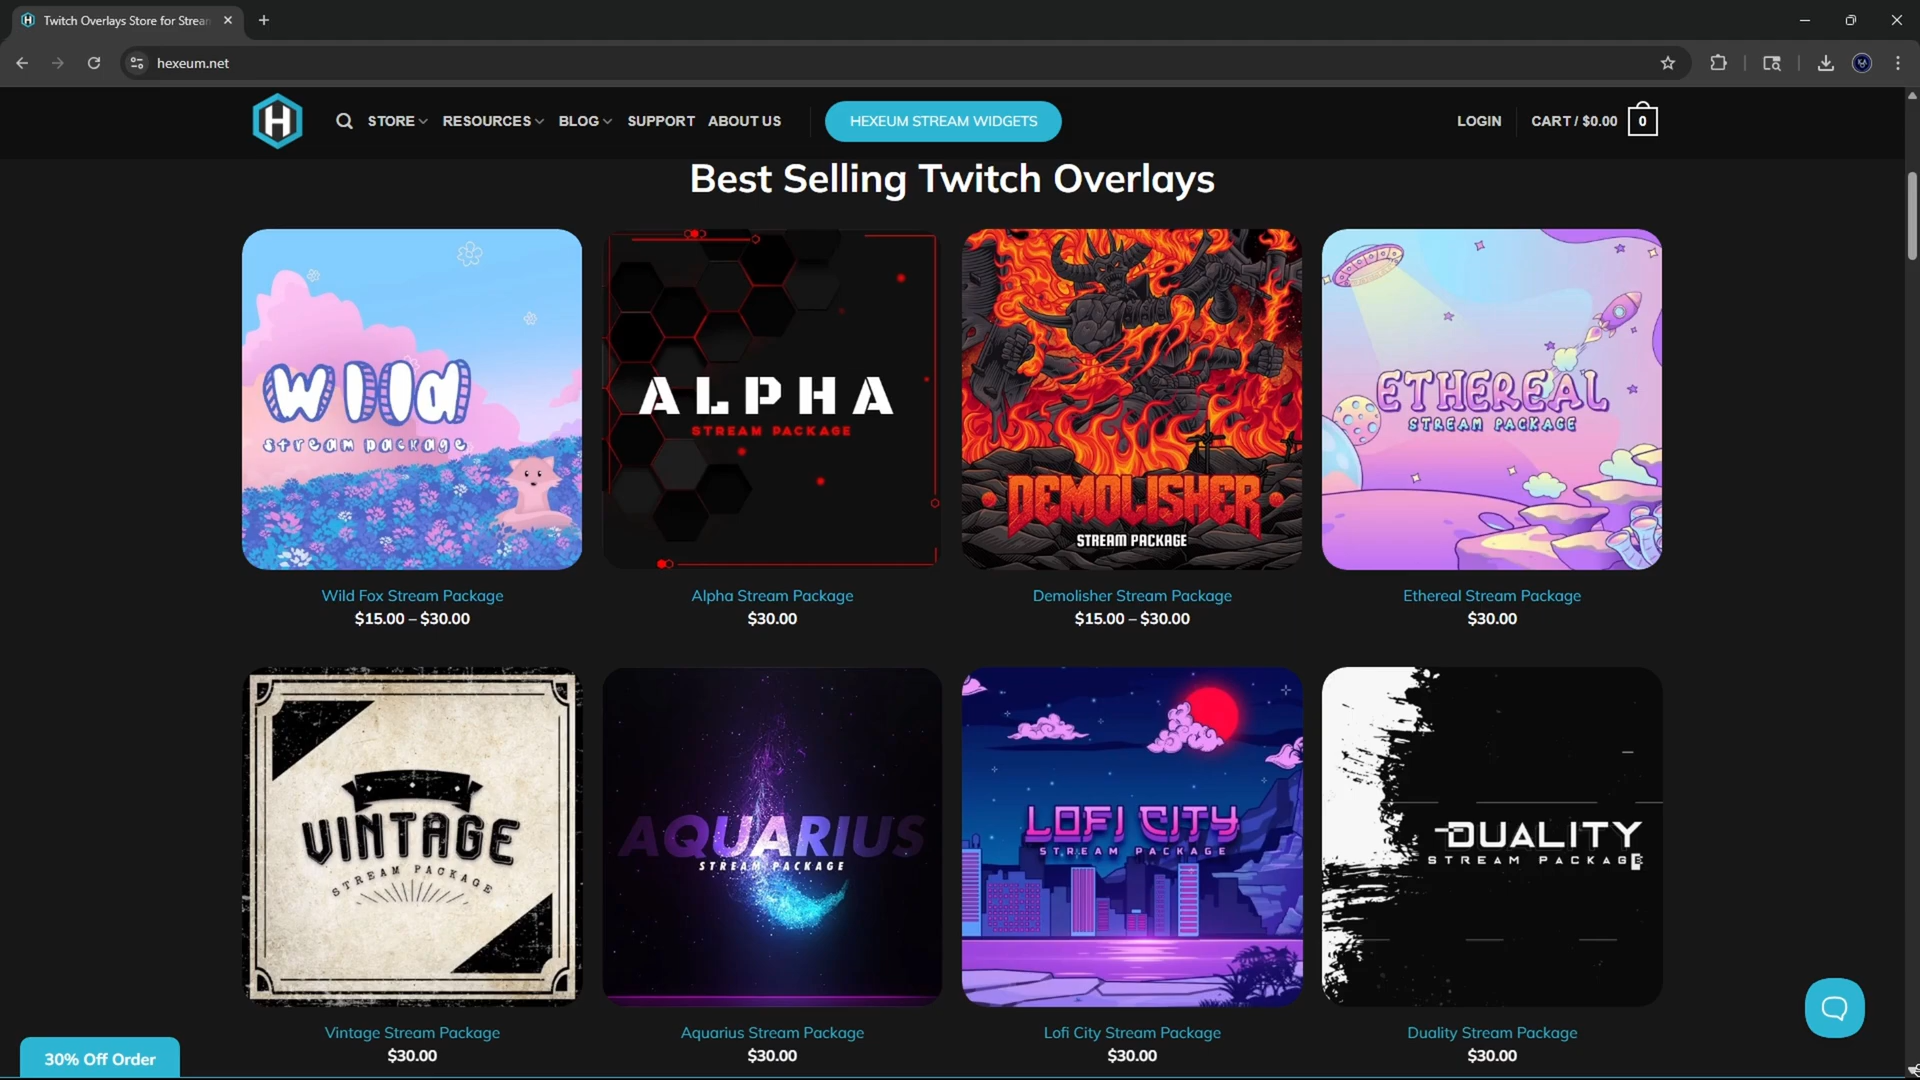 Twitch Overlays Store for Strean
hexeum.net
H
STORE
RESOURCES
BLOG
SUPPORT
ABOUT US
HEXEUM STREAM WIDGETS
LOGIN
CART / $0.00
0
Best Selling Twitch Overlays
wild
stream package
ALPHA
STREAM PACKAGE
DEMOLISHER
STREAM PACKAGE
ETHEREAL
STREAM PACKAGE
Wild Fox Stream Package
$15.00 – $30.00
Alpha Stream Package
$30.00
Demolisher Stream Package
$15.00 – $30.00
Ethereal Stream Package
$30.00
VINTAGE
STREAM PACKAGE
AQUARIUS
STREAM PACKAGE
LOFI CITY
STREAM PACKAGE
DUALITY
STREAM PACKAGE
Vintage Stream Package
$30.00
Aquarius Stream Package
$30.00
Lofi City Stream Package
$30.00
Duality Stream Package
$30.00
30% Off Order